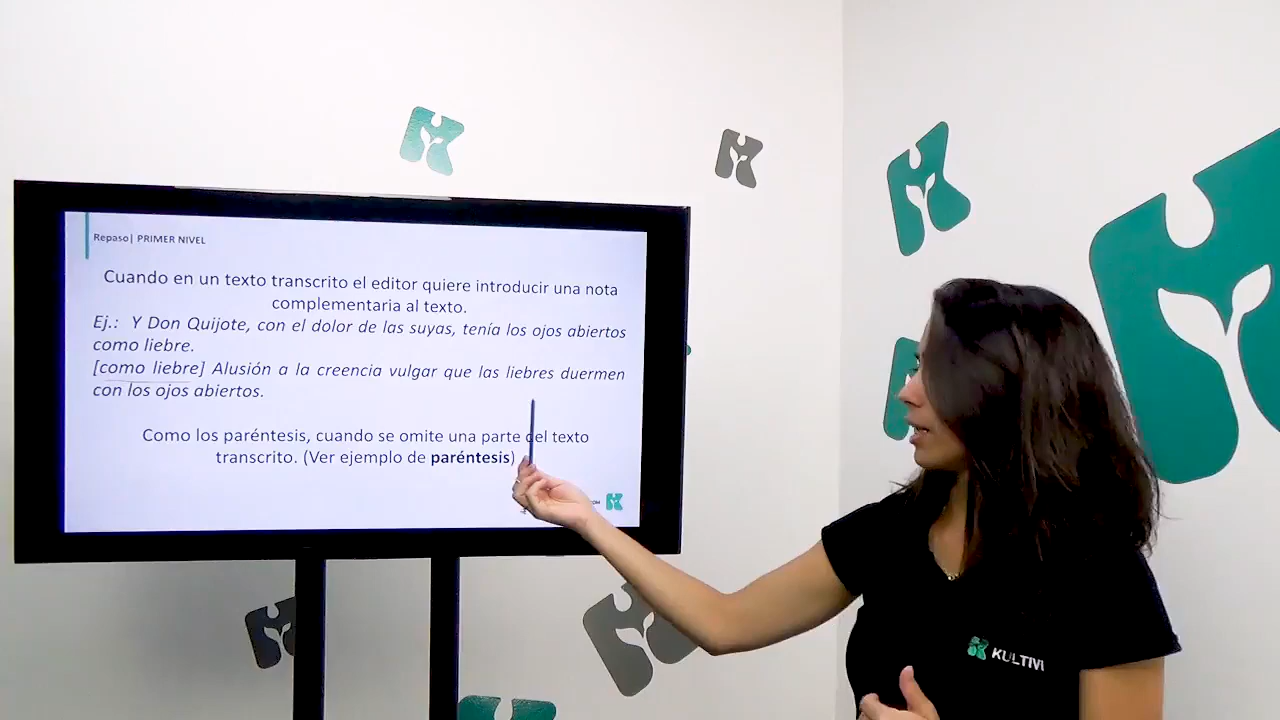 Repaso| PRIMER NIVEL
Cuando en un texto transcrito el editor quiere introducir una nota
complementaria al texto.
Ej.: Y Don Quijote, con el dolor de las suyas, tenía los ojos abiertos
como liebre.
[como liebre] Alusión a la creencia vulgar que las liebres duermen
con los ojos abiertos.
Como los paréntesis, cuando se omite una parte del texto
transcrito. (Ver ejemplo de paréntesis)